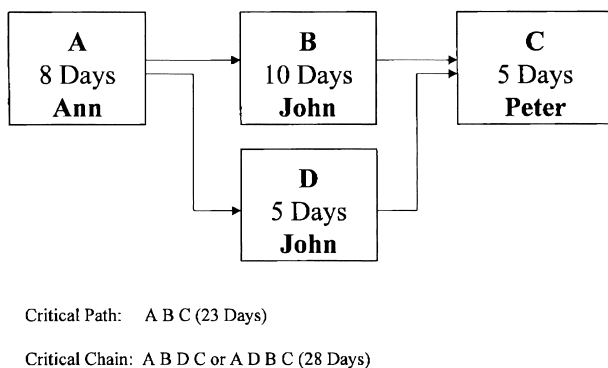 A
8 Days
Ann
B
10 Days
John
C
5 Days
Peter
D
5 Days
John
Critical Path: A B C (23 Days)
Critical Chain: A B D C or A D B C (28 Days)